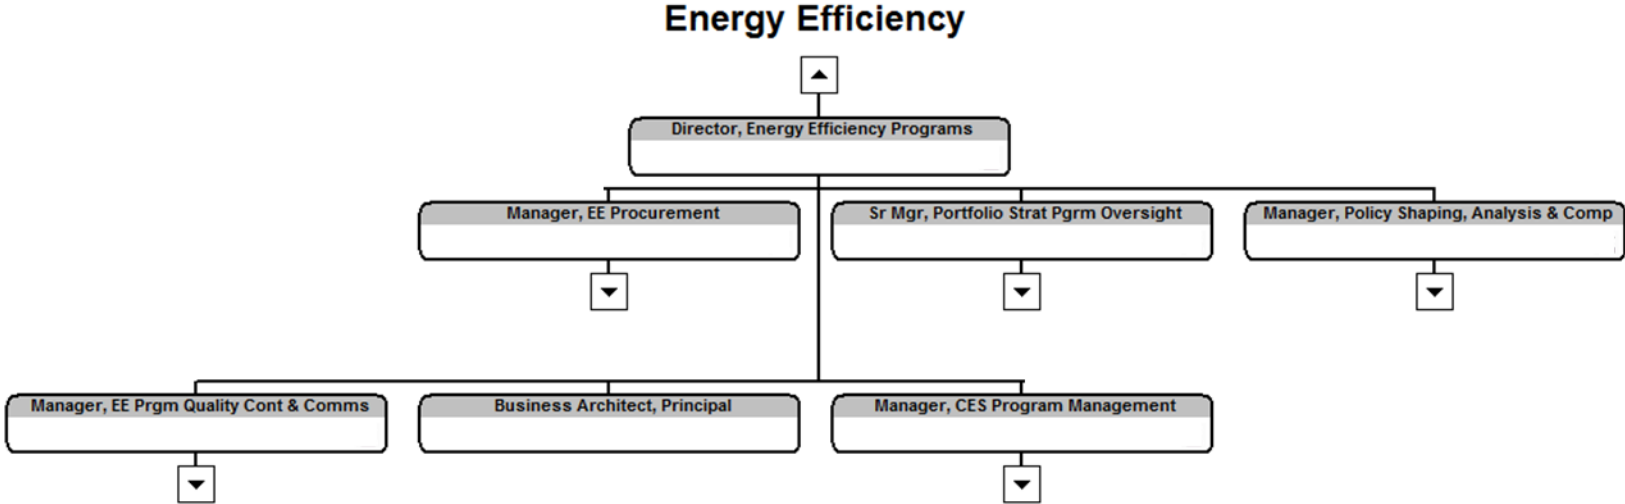 Energy Efficiency
Director, Energy Efficiency Programs
Manager, EE Procurement
Sr Mgr, Portfolio Strat Pgrm Oversight
Manager, Policy Shaping, Analysis & Comp
Manager, EE Prgm Quality Cont & Comms
Business Architect, Principal
Manager, CES Program Management